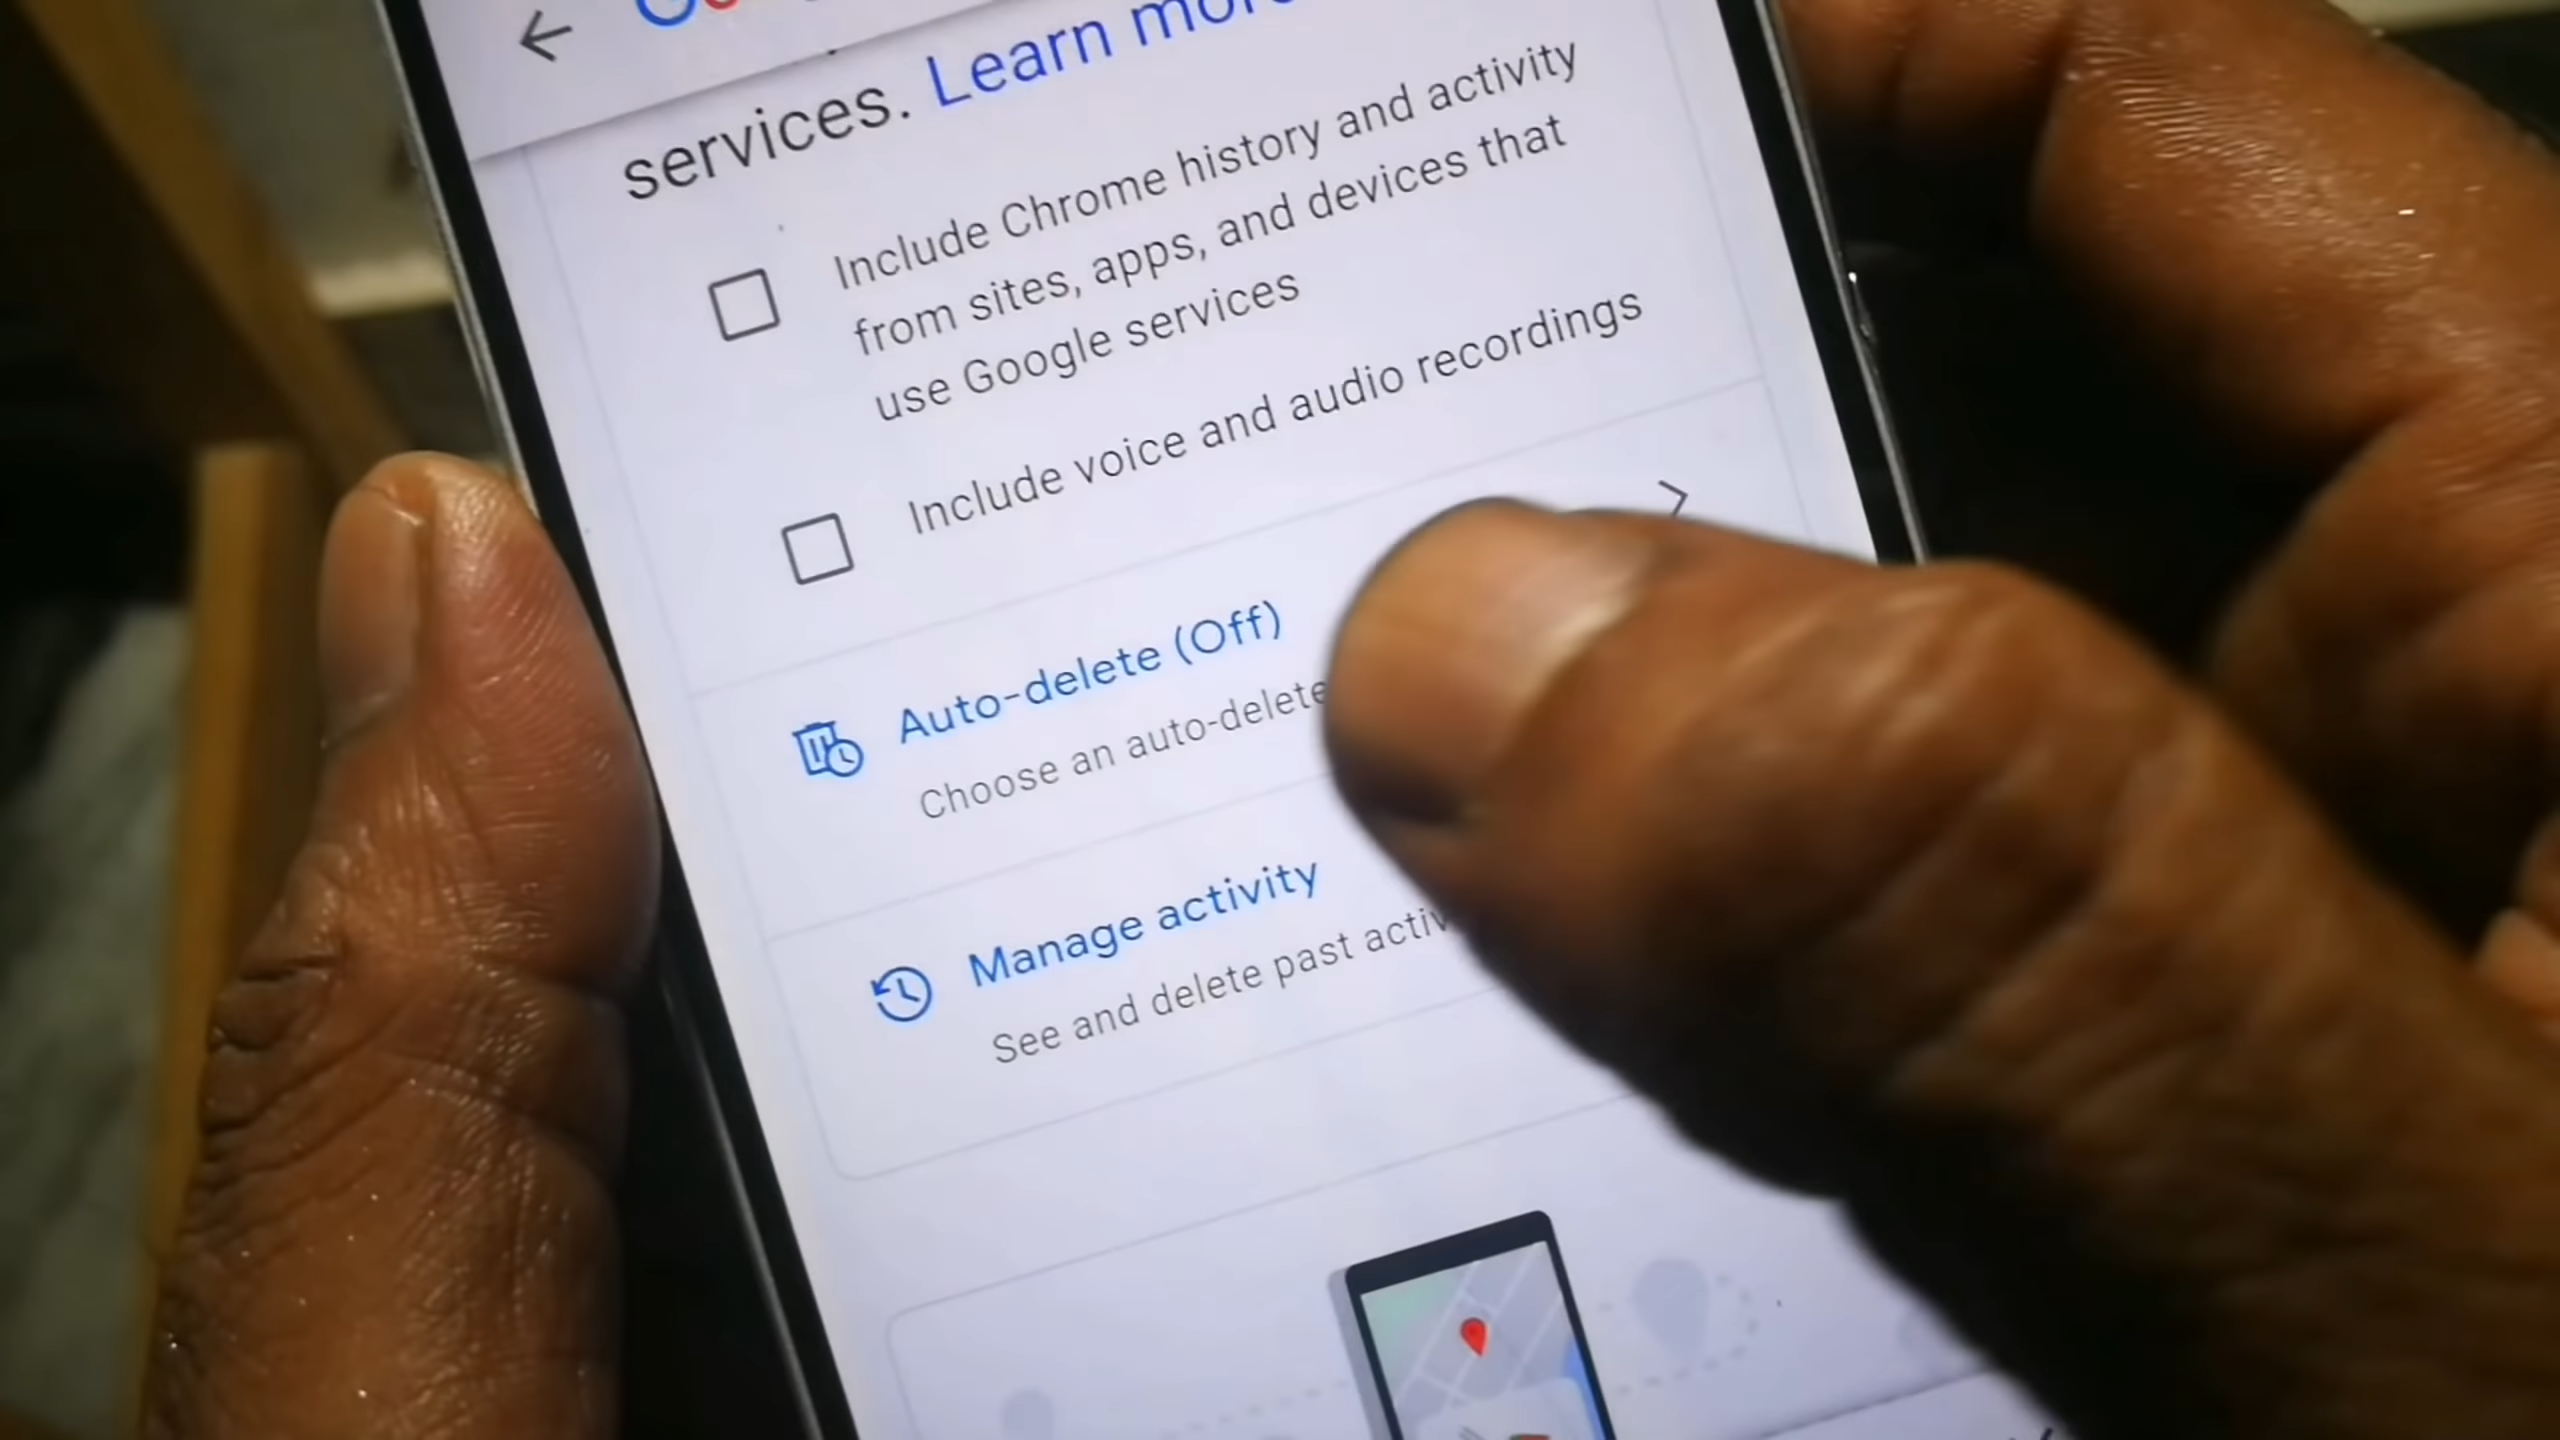 services. Learn more
Include Chrome history and activity
from sites, apps, and devices that
use Google services
Include voice and audio recordings
Auto-delete (Off)
Choose an auto-delete
Manage activity
See and delete past